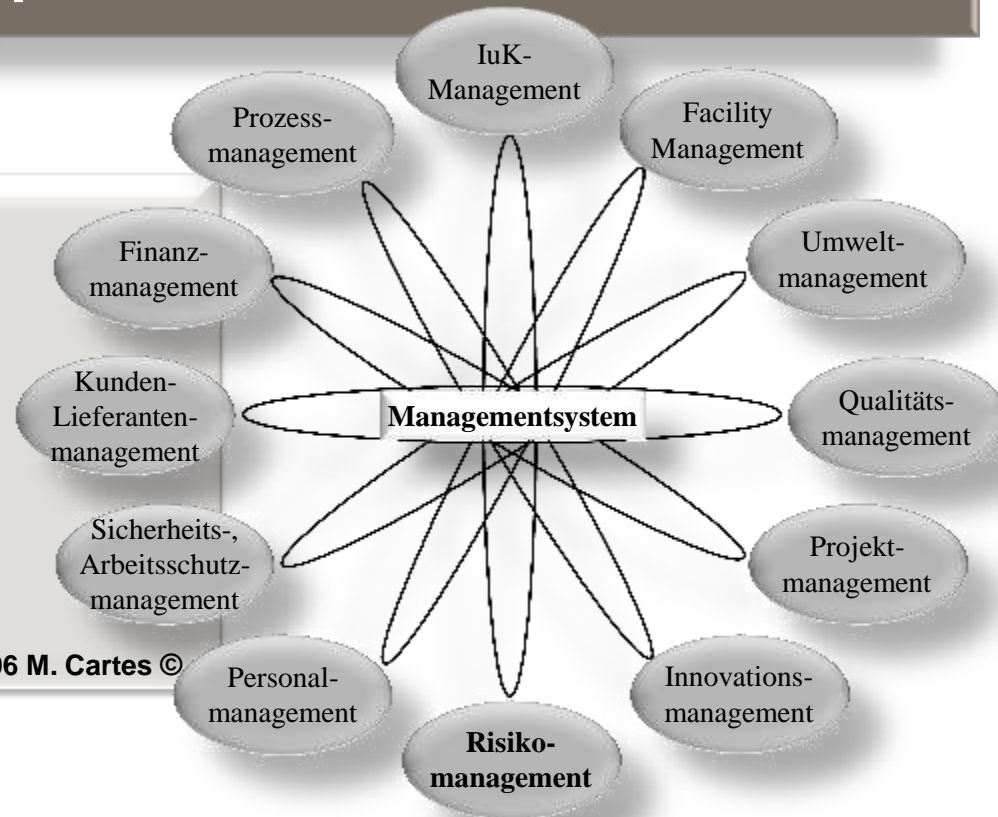 IuK-
Management
Facility
Management
Umwelt-
management
Qualitäts-
management
Projekt-
management
Innovations-
management
Risiko-
management
Personal-
management
Sicherheits-,
Arbeitsschutz-
management
Kunden-
Lieferanten-
management
Finanz-
management
Prozess-
management
Managementsystem
6 M. Cartes ©